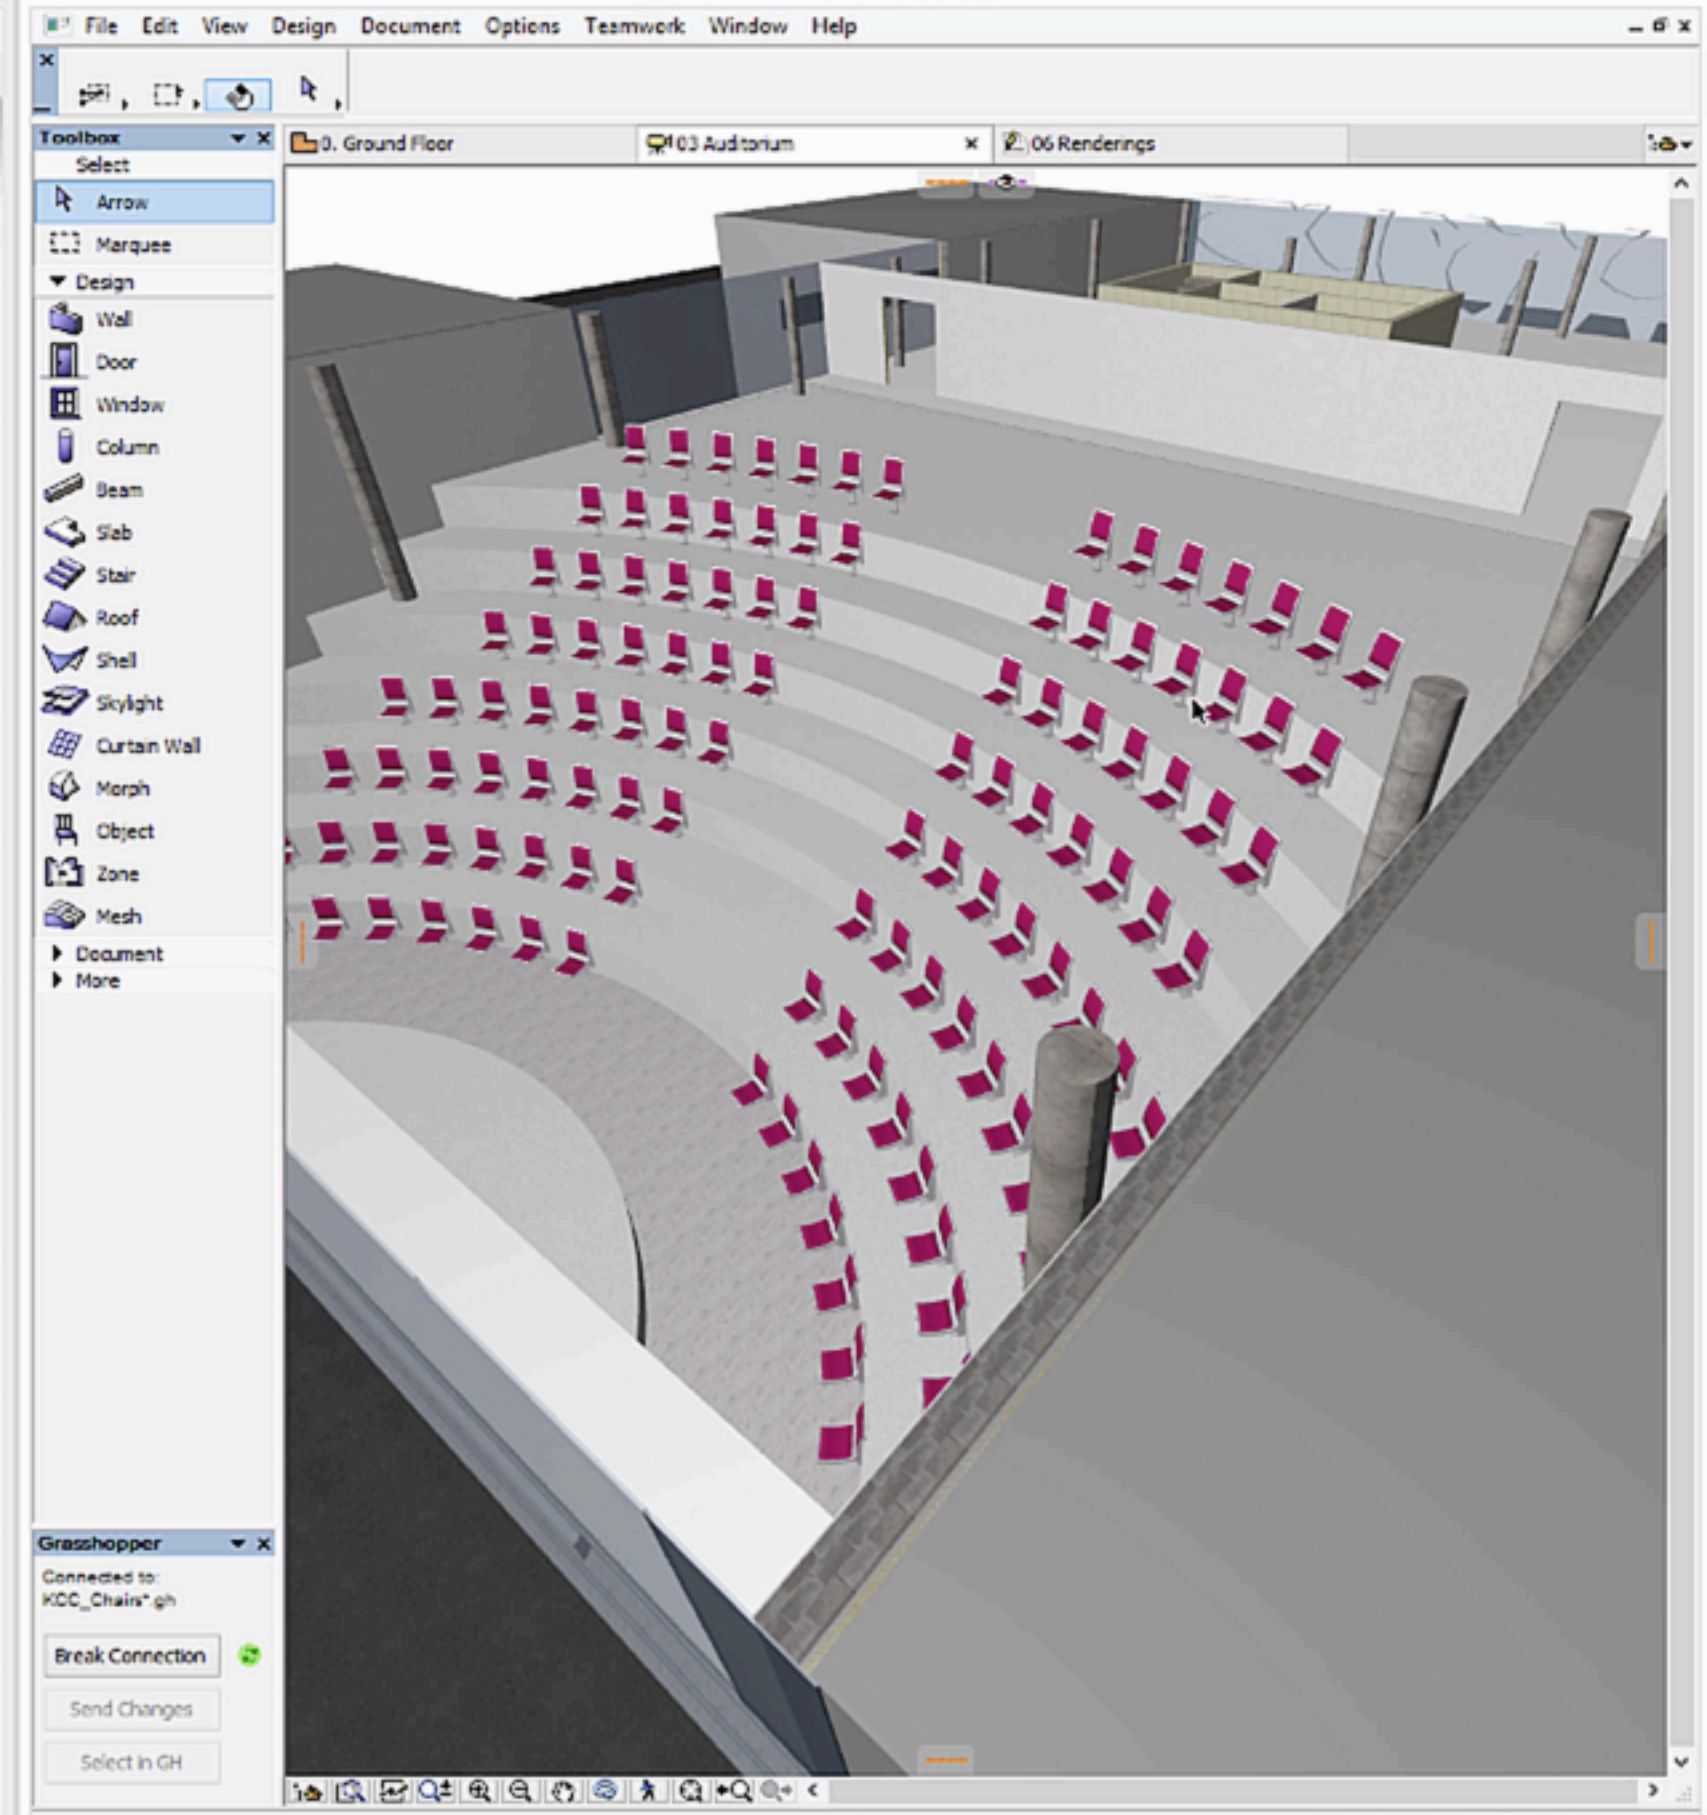 File Edit View Design Document Options Teamwork Window Help
Toolbox
Select
Arrow
Marquee
Design
Wall
Door
Window
Column
Beam
Slab
Stair
Roof
Shell
Skylight
Curtain Wall
Morph
Object
Zone
Mesh
Document
More
0. Ground Floor
03 Auditorium
06 Renderings
Grasshopper
Connected to:
KCC_Chairs*.gh
Break Connection
Send Changes
Select in GH